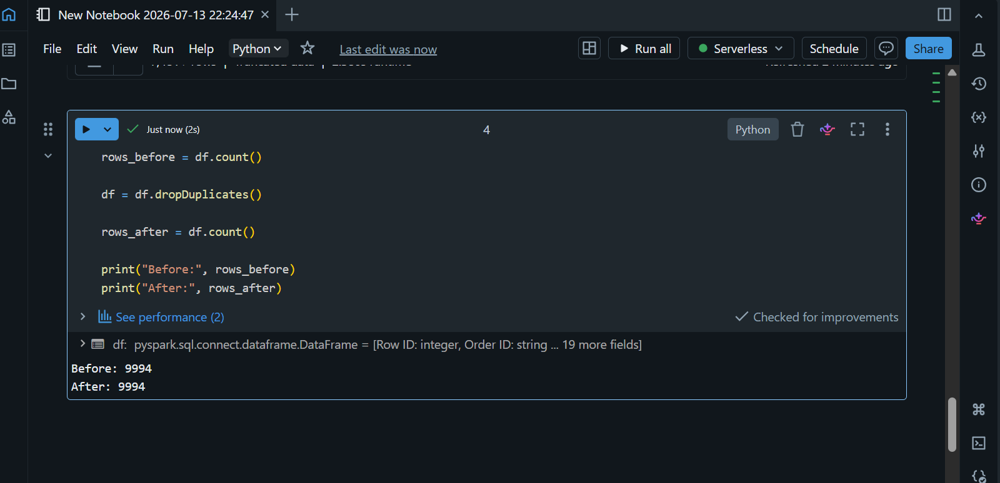 New Notebook 2026-07-13 22:24:47
File Edit View Run Help Python Last edit was now Run all Serverless Schedule Share
Just now (2s) 4 Python
rows_before = df.count()
df = df.dropDuplicates()
rows_after = df.count()
print("Before:", rows_before)
print("After:", rows_after)
See performance (2) Checked for improvements
df: pyspark.sql.connect.dataframe.DataFrame = [Row ID: integer, Order ID: string ... 19 more fields]
Before: 9994
After: 9994